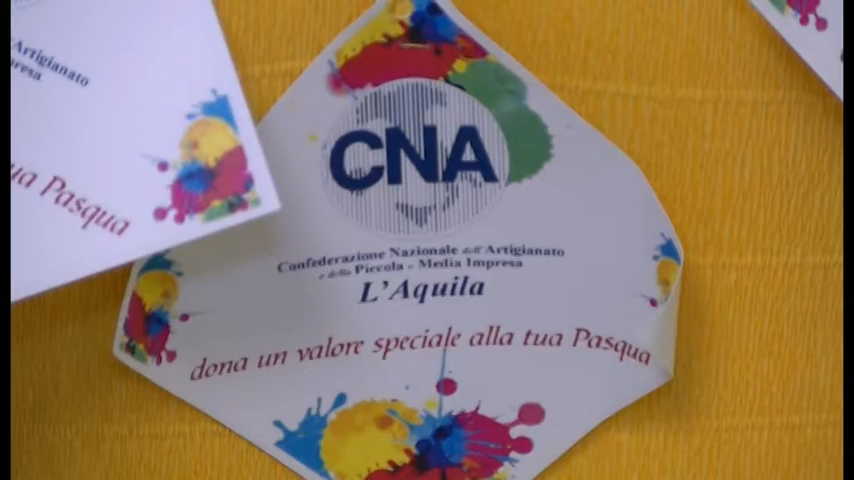 Artigianato
resa
ua Pasqua
CNA
Confederazione Nazionale dell'Artigianato
e della Piccola e Media Impresa
L'Aquila
dona un valore speciale alla tua Pasqua